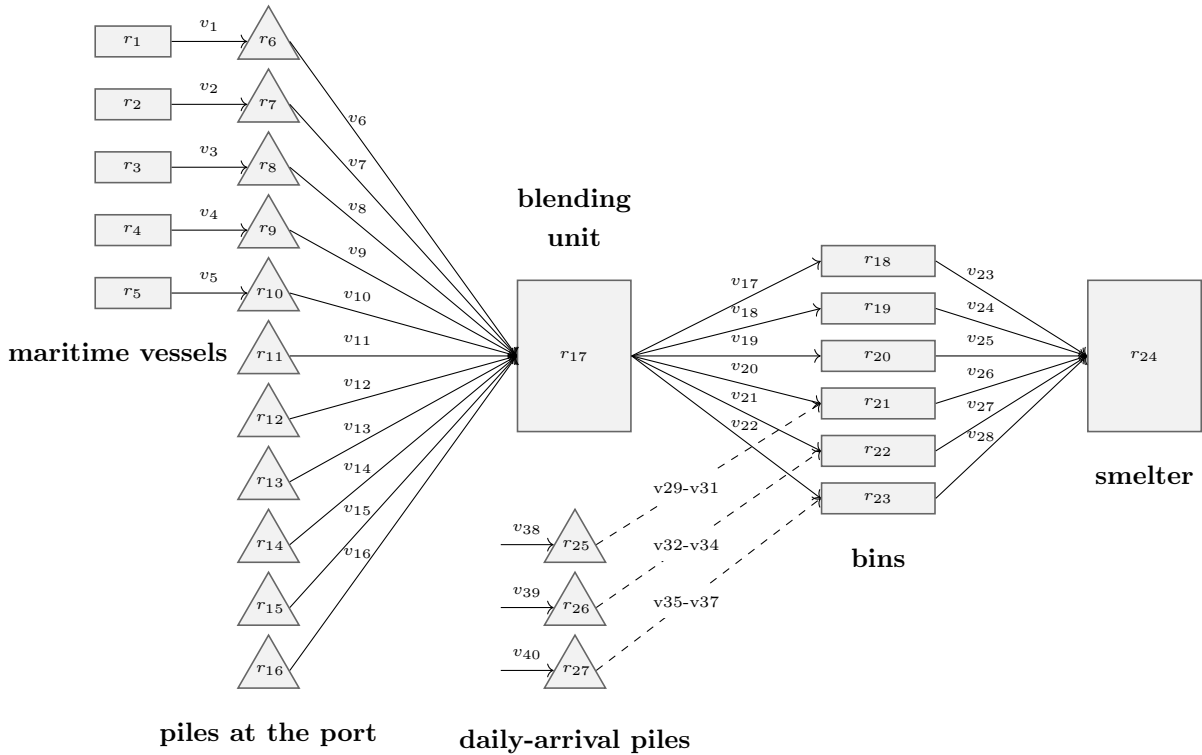 r1
v1
r6
r2
v2
r7
r3
v3
r8
r4
v4
r9
r5
v5
r10
maritime vessels
r11
r12
r13
r14
r15
r16
piles at the port
v6
v7
v8
v9
v10
v11
v12
v13
v14
v15
v16
blending
unit
r17
v17
v18
v19
v20
v21
v22
r18
r19
r20
r21
r22
r23
bins
v23
v24
v25
v26
v27
v28
r24
smelter
v29-v31
v32-v34
v35-v37
v38
r25
v39
r26
v40
r27
daily-arrival piles